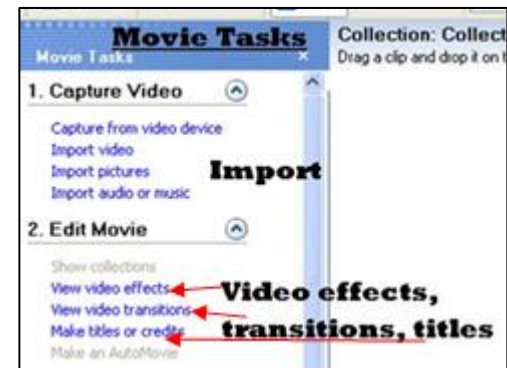 Movie Tasks
Movie Tasks
Collection: Collect
Drag a clip and drop it on t
1. Capture Video
Capture from video device
Import video
Import pictures
Import audio or music
Import
2. Edit Movie
Show collections
View video effects
View video transitions
Make titles or credits
Make an AutoMovie
Video effects,
transitions, titles